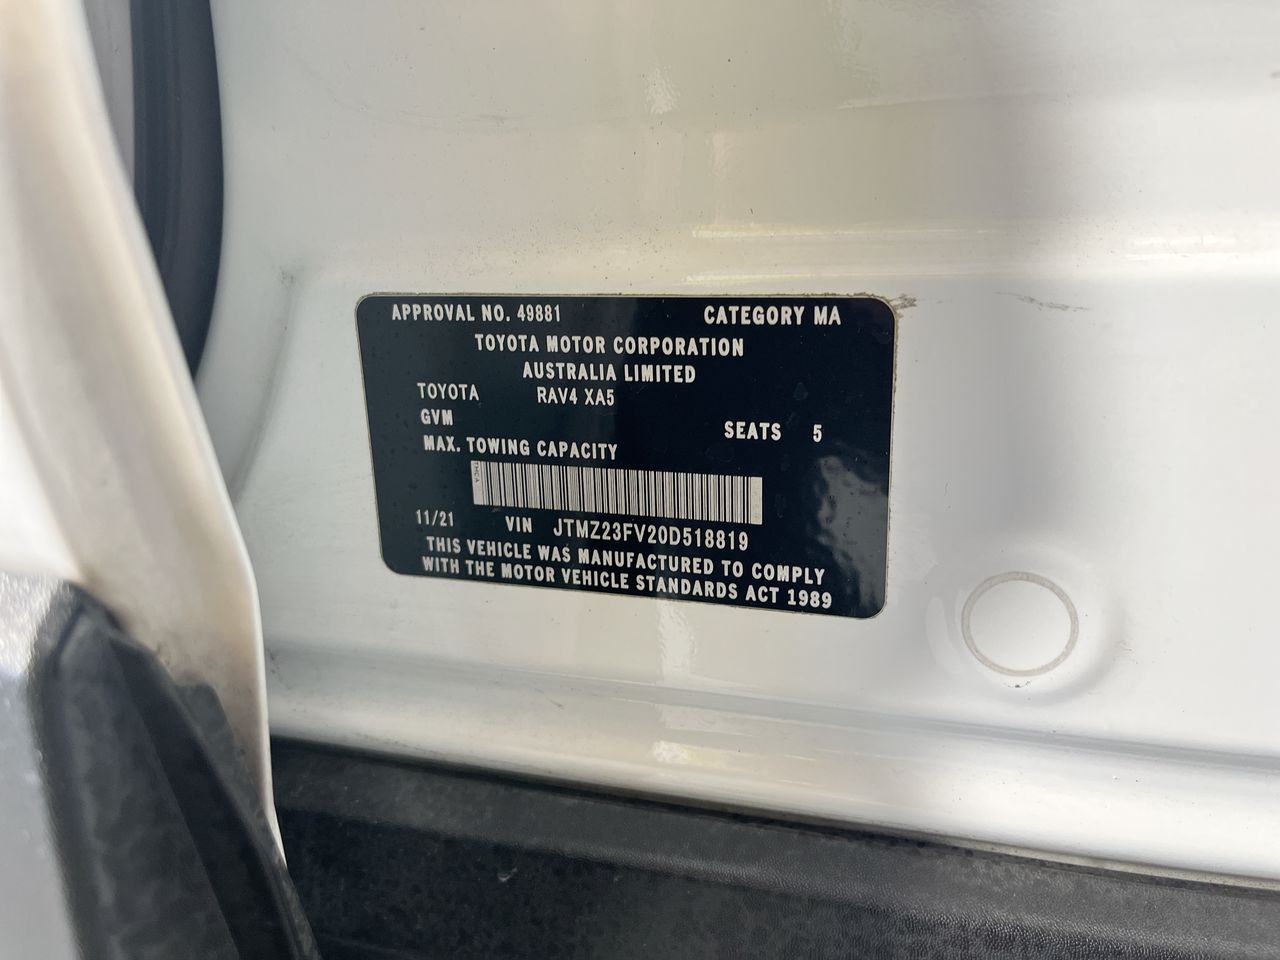 APPROVAL NO. 49881 CATEGORY MA
TOYOTA MOTOR CORPORATION
AUSTRALIA LIMITED
TOYOTA RAV4 XA5
GVM SEATS 5
MAX. TOWING CAPACITY
11/21 VIN JTMZ23FV20D518819
THIS VEHICLE WAS MANUFACTURED TO COMPLY
WITH THE MOTOR VEHICLE STANDARDS ACT 1989